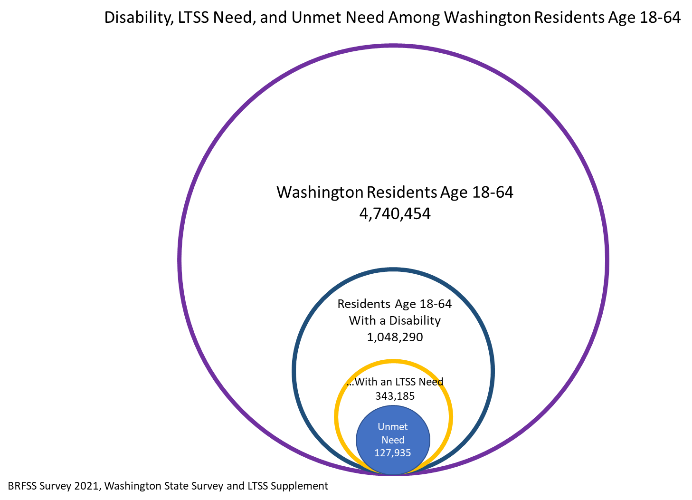 Disability, LTSS Need, and Unmet Need Among Washington Residents Age 18-64
Washington Residents Age 18-64
4,740,454
Residents Age 18-64
With a Disability
1,048,290
...With an LTSS Need
343,185
Unmet
Need
127,935
BRFSS Survey 2021, Washington State Survey and LTSS Supplement